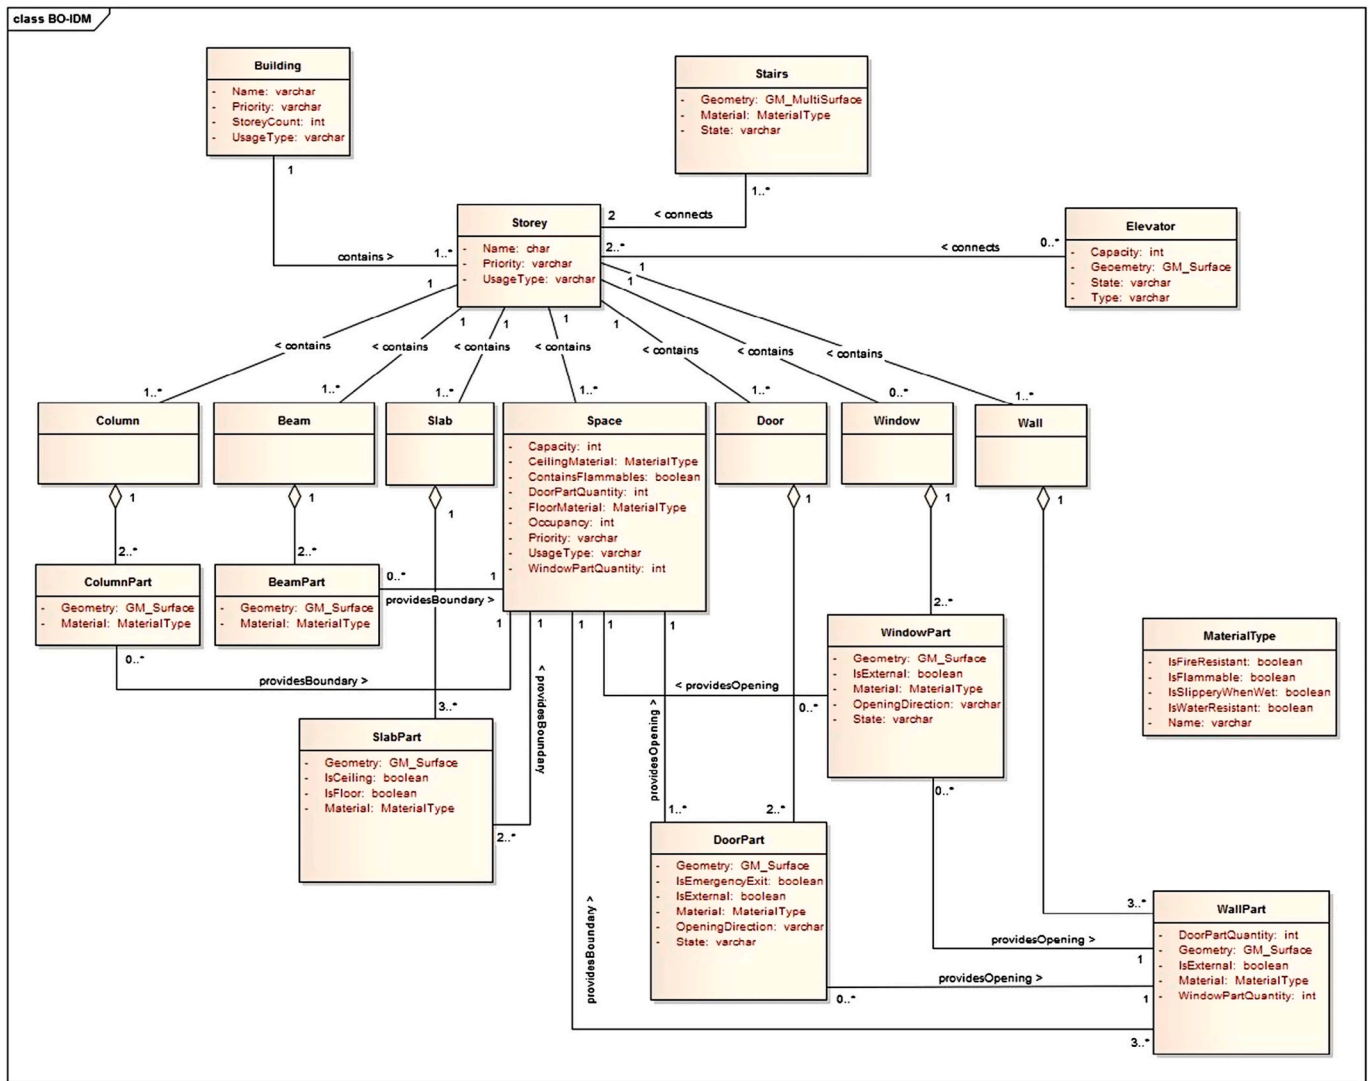 class BO-IDM
Building
- Name: varchar
- Priority: varchar
- StoreyCount: int
- UsageType: varchar
1
contains >
1..*
Stairs
- Geometry: GM_MultiSurface
- Material: MaterialType
- State: varchar
1..*
2
< connects
Storey
- Name: char
- Priority: varchar
- UsageType: varchar
2..*
< connects
0..*
Elevator
- Capacity: int
- Geoemetry: GM_Surface
- State: varchar
- Type: varchar
1
1
1
1
1
1
1
< contains
< contains
< contains
< contains
< contains
< contains
< contains
1..*
1..*
1..*
1..*
1..*
0..*
1..*
Column
Beam
Slab
Space
- Capacity: int
- CeilingMaterial: MaterialType
- ContainsFlammables: boolean
- DoorPartQuantity: int
- FloorMaterial: MaterialType
- Occupancy: int
- Priority: varchar
- UsageType: varchar
- WindowPartQuantity: int
Door
Window
Wall
1
1
1
1
1
1
2..*
2..*
ColumnPart
- Geometry: GM_Surface
- Material: MaterialType
0..*
BeamPart
- Geometry: GM_Surface
- Material: MaterialType
0..*
1
providesBoundary >
1
1
1
1
1
providesBoundary >
< providesBoundary
3..*
SlabPart
- Geometry: GM_Surface
- IsCeiling: boolean
- IsFloor: boolean
- Material: MaterialType
2..*
2..*
WindowPart
- Geometry: GM_Surface
- IsExternal: boolean
- Material: MaterialType
- OpeningDirection: varchar
- State: varchar
< providesOpening
0..*
0..*
MaterialType
- IsFireResistant: boolean
- IsFlammable: boolean
- IsSlipperyWhenWet: boolean
- IsWaterResistant: boolean
- Name: varchar
providesOpening >
1..*
2..*
DoorPart
- Geometry: GM_Surface
- IsEmergencyExit: boolean
- IsExternal: boolean
- Material: MaterialType
- OpeningDirection: varchar
- State: varchar
0..*
providesBoundary >
3..*
WallPart
- DoorPartQuantity: int
- Geometry: GM_Surface
- IsExternal: boolean
- Material: MaterialType
- WindowPartQuantity: int
providesOpening >
1
providesOpening >
1
3..*